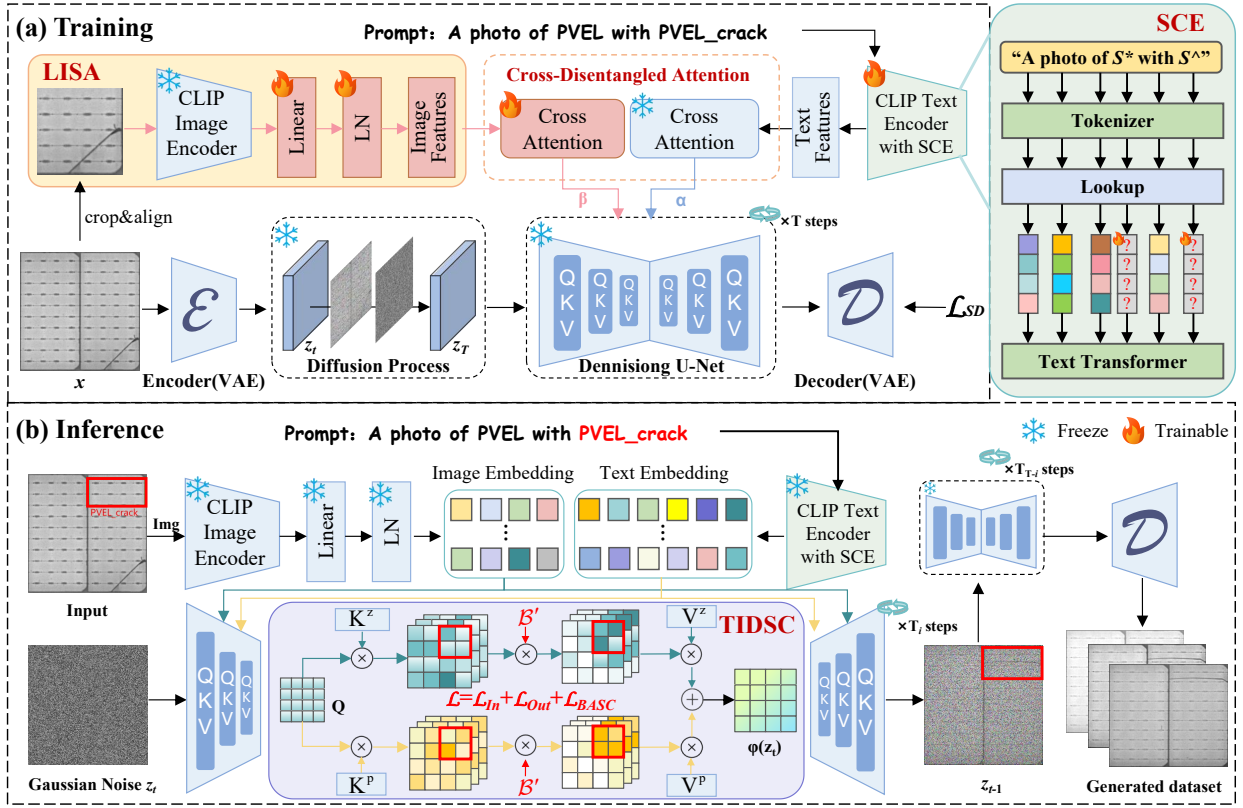 (a) Training
Prompt: A photo of PVEL with PVEL_crack
SCE
LISA
CLIP
Image
Encoder
Linear
LN
Image
Features
Cross-Disentangled Attention
Cross
Attention
Cross
Attention
Text
Features
CLIP Text
Encoder
with SCE
"A photo of S* with S^"
Tokenizer
Lookup
? ?
? ?
? ?
? ?
Text Transformer
crop&align
β
α
×T steps
x
ℰ
Encoder(VAE)
z_t
z_T
Diffusion Process
Q
K
V
Q
K
V
Q
K
V
Q
K
V
Q
K
V
Q
K
V
Dennisiong U-Net
𝒟
Decoder(VAE)
ℒ_SD
(b) Inference
Prompt: A photo of PVEL with PVEL_crack
Freeze
Trainable
PVEL_crack
Input
Img
CLIP
Image
Encoder
Linear
LN
Image Embedding
Text Embedding
CLIP Text
Encoder
with SCE
×T_T-i steps
𝒟
Gaussian Noise z_t
Q
K
V
Q
K
V
Q
K
V
TIDSC
K^z
ℬ′
V^z
Q
ℒ=ℒ_In+ℒ_Out+ℒ_BASC
φ(z_t)
K^p
ℬ′
V^p
×T_i steps
Q
K
V
Q
K
V
Q
K
V
z_t-1
Generated dataset